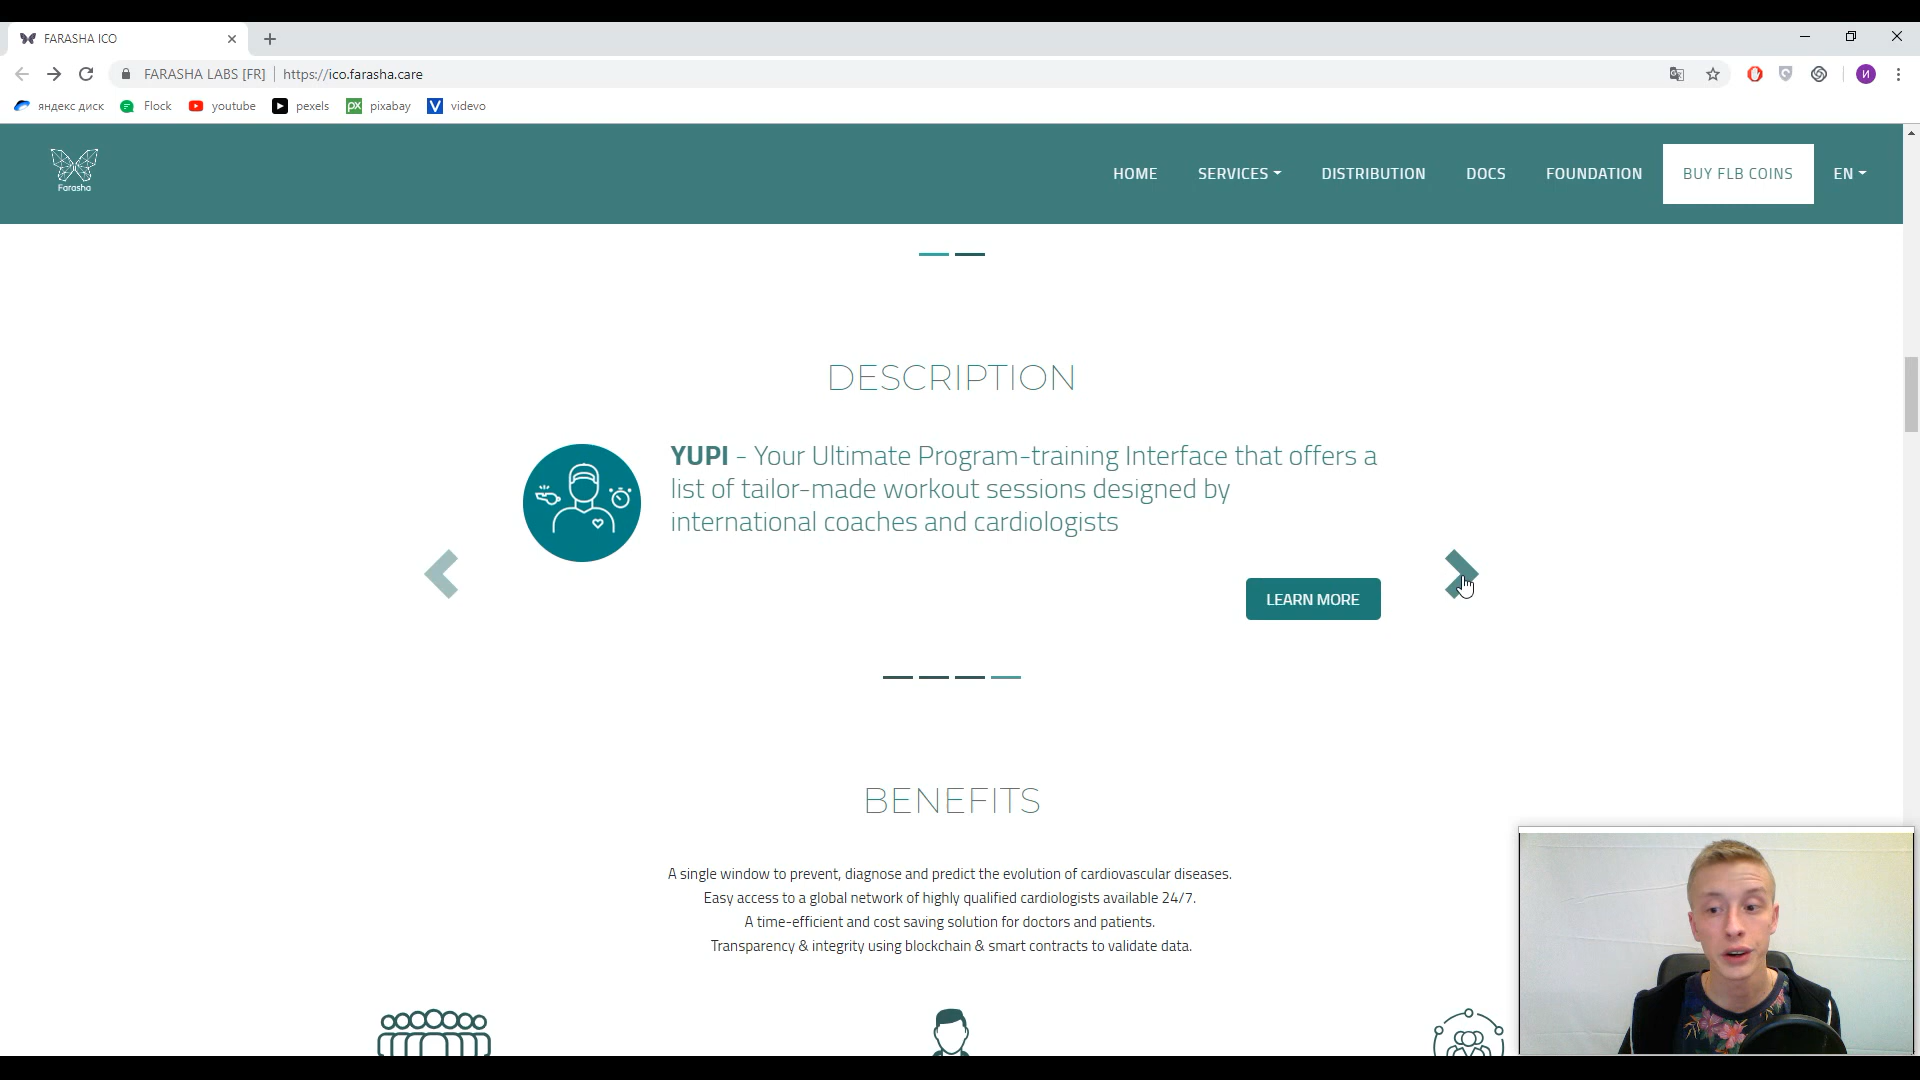 FARASHA ICO
FARASHA LABS [FR] https://ico.farasha.care
И
яндекс диск Flock youtube px pexels pixabay V videvo
Farasha
HOME SERVICES DISTRIBUTION DOCS FOUNDATION BUY FLB COINS EN
DESCRIPTION
YUPI - Your Ultimate Program-training Interface that offers a
list of tailor-made workout sessions designed by
international coaches and cardiologists
LEARN MORE
BENEFITS
A single window to prevent, diagnose and predict the evolution of cardiovascular diseases.
Easy access to a global network of highly qualified cardiologists available 24/7.
A time-efficient and cost saving solution for doctors and patients.
Transparency & integrity using blockchain & smart contracts to validate data.